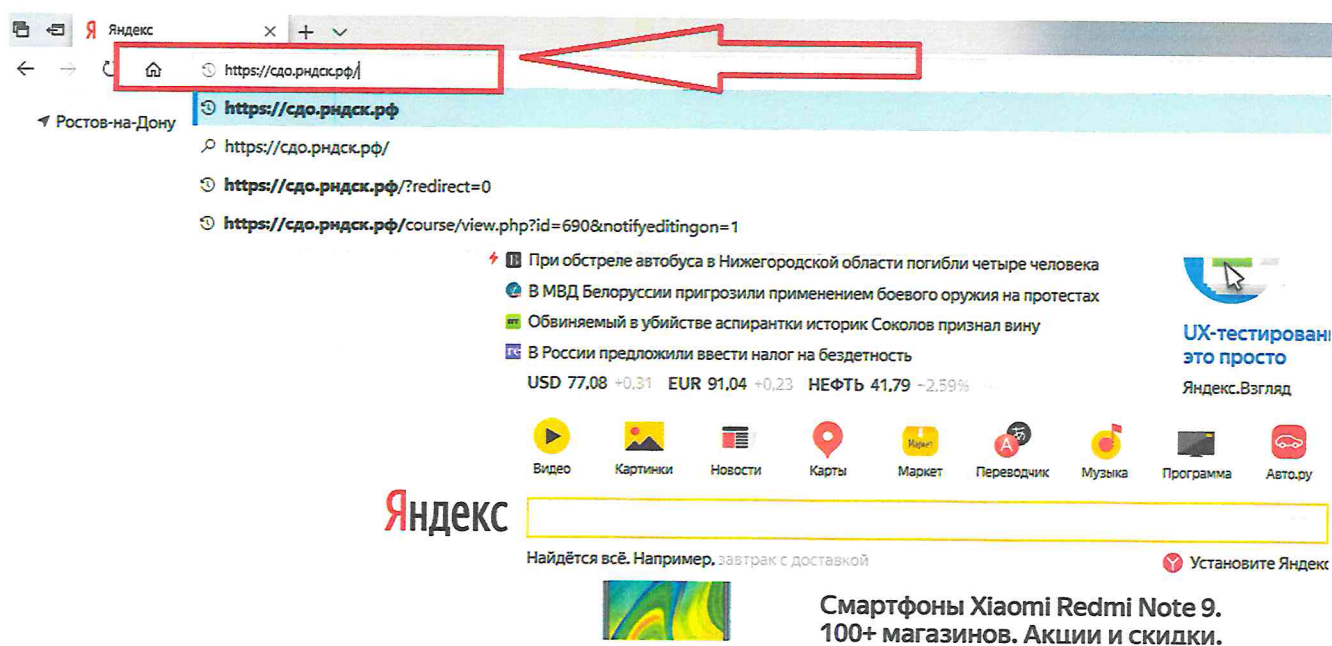 Яндекс
https://сдо.рндск.рф/
Ростов-на-Дону
https://сдо.рндск.рф
https://сдо.рндск.рф/
https://сдо.рндск.рф/?redirect=0
https://сдо.рндск.рф/course/view.php?id=690&notifyeditingon=1
При обстреле автобуса в Нижегородской области погибли четыре человека
В МВД Белоруссии пригрозили применением боевого оружия на протестах
Обвиняемый в убийстве аспирантки историк Соколов признал вину
В России предложили ввести налог на бездетность
USD 77,08 +0,31 EUR 91,04 +0,23 НЕФТЬ 41,79 −2,59%
UX-тестировани
это просто
Яндекс.Взгляд
Видео Картинки Новости Карты Маркет Переводчик Музыка Программа Авто.ру
Яндекс
Найдётся всё. Например, завтрак с доставкой
Установите Яндекс
Смартфоны Xiaomi Redmi Note 9.
100+ магазинов. Акции и скидки.